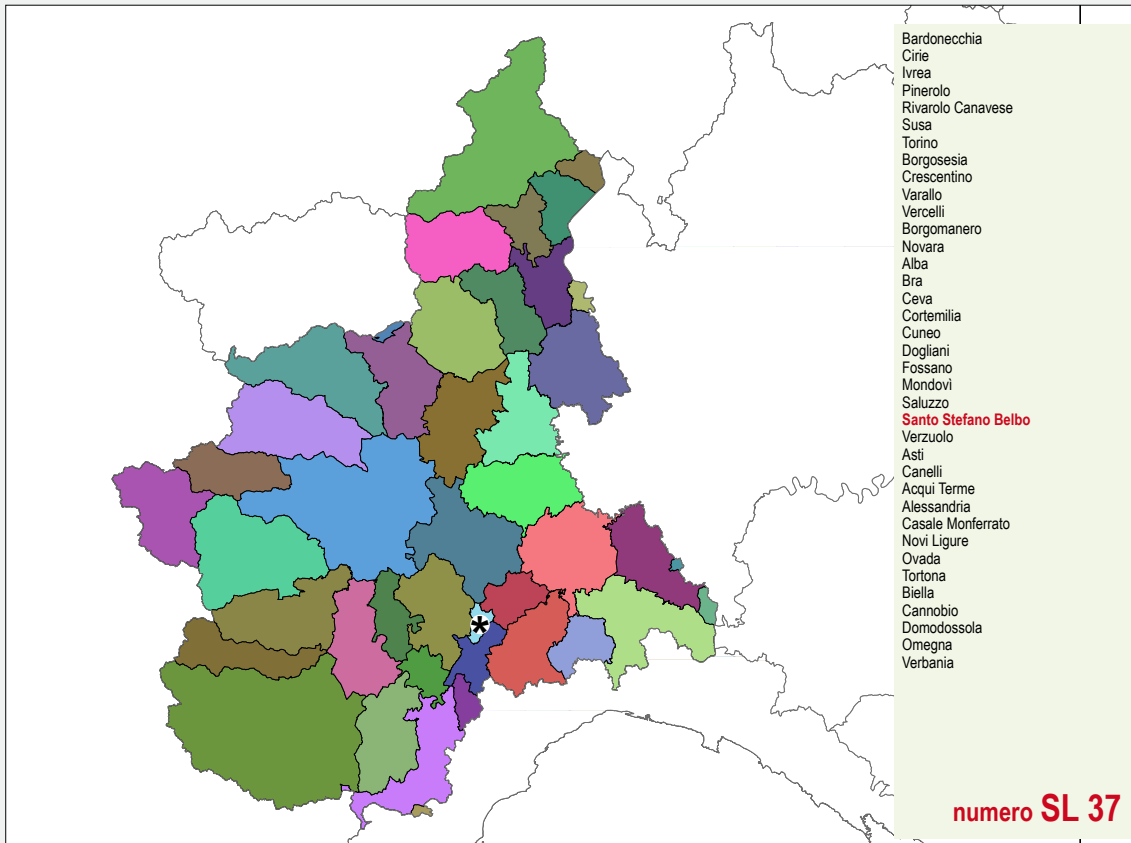 Bardonecchia
Cirie
Ivrea
Pinerolo
Rivarolo Canavese
Susa
Torino
Borgosesia
Crescentino
Varallo
Vercelli
Borgomanero
Novara
Alba
Bra
Ceva
Cortemilia
Cuneo
Dogliani
Fossano
Mondovì
Saluzzo
Santo Stefano Belbo
Verzuolo
Asti
Canelli
Acqui Terme
Alessandria
Casale Monferrato
Novi Ligure
Ovada
Tortona
Biella
Cannobio
Domodossola
Omegna
Verbania
*
numero SL 37